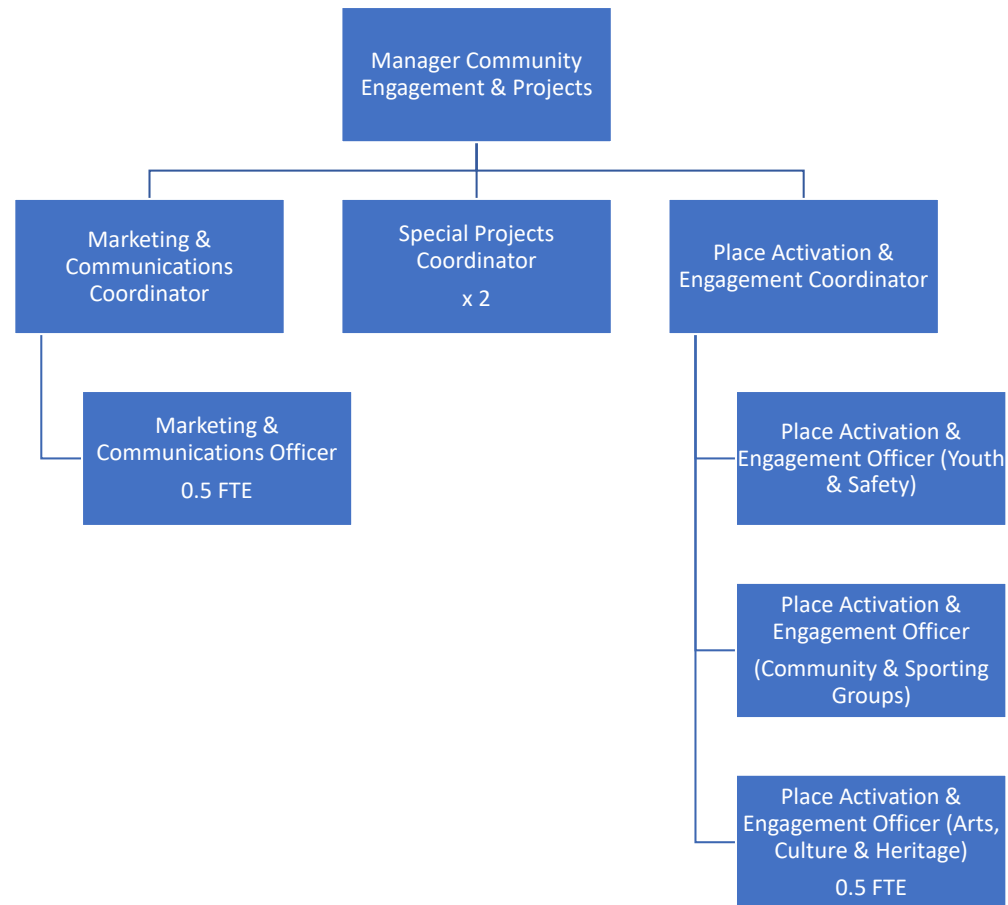 Manager Community
Engagement & Projects
Marketing &
Communications
Coordinator
Special Projects
Coordinator
x 2
Place Activation &
Engagement Coordinator
Marketing &
Communications Officer
0.5 FTE
Place Activation &
Engagement Officer (Youth
& Safety)
Place Activation &
Engagement Officer
(Community & Sporting
Groups)
Place Activation &
Engagement Officer (Arts,
Culture & Heritage)
0.5 FTE